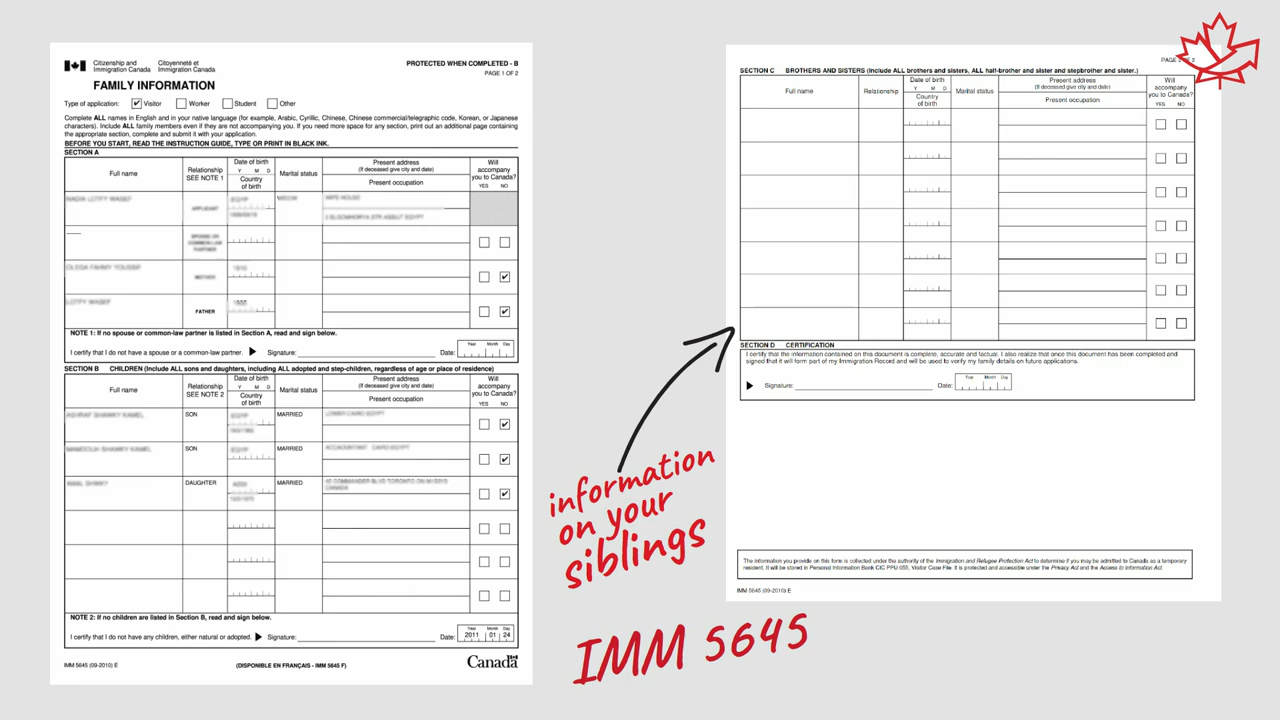 Citizenship and Citoyenneté et
Immigration Canada Immigration Canada
PROTECTED WHEN COMPLETED - B
PAGE 1 OF 2
FAMILY INFORMATION
Type of application: Visitor Worker Student Other
Complete ALL names in English and in your native language (for example, Arabic, Cyrillic, Chinese, Chinese commercial/telegraphic code, Korean, or Japanese
characters). Include ALL family members even if they are not accompanying you. If you need more space for any section, print out an additional page containing
the appropriate section, complete and submit it with your application.
BEFORE YOU START, READ THE INSTRUCTION GUIDE, TYPE OR PRINT IN BLACK INK.
SECTION A
Full name
Relationship
SEE NOTE 1
Date of birth
Y M D
Country
of birth
Marital status
Present address
(If deceased give city and date)
Present occupation
Will
accompany
you to Canada?
YES NO
APPLICANT
SPOUSE OR
COMMON-LAW
PARTNER
MOTHER
FATHER
NOTE 1: If no spouse or common-law partner is listed in Section A, read and sign below.
I certify that I do not have a spouse or a common-law partner. Signature: Date:
Year Month Day
SECTION B CHILDREN (Include ALL sons and daughters, including ALL adopted and step-children, regardless of age or place of residence)
Full name
Relationship
SEE NOTE 2
Date of birth
Y M D
Country
of birth
Marital status
Present address
(If deceased give city and date)
Present occupation
Will
accompany
you to Canada?
YES NO
SON MARRIED
SON MARRIED
DAUGHTER MARRIED
NOTE 2: If no children are listed in Section B, read and sign below.
I certify that I do not have any children, either natural or adopted. Signature: Date:
Year Month Day
2011 01 24
IMM 5645 (09-2010) E
(DISPONIBLE EN FRANÇAIS - IMM 5645 F)
Canada
SECTION C BROTHERS AND SISTERS (Include ALL brothers and sisters, ALL half-brother and sister and stepbrother and sister.)
Full name
Relationship
Date of birth
Y M D
Country
of birth
Marital status
Present address
(If deceased give city and date)
Present occupation
Will
accompany
you to Canada?
YES NO
SECTION D CERTIFICATION
I certify that the information contained on this document is complete, accurate and factual. I also realize that once this document has been completed and
signed that it will form part of my Immigration Record and will be used to verify my family details on future applications.
Signature: Date:
Year Month Day
The information you provide on this form is collected under the authority of the Immigration and Refugee Protection Act to determine if you may be admitted to Canada as a temporary
resident. It will be stored in Personal Information Bank CIC PPU 055, Visitor Case File. It is protected and accessible under the Privacy Act and the Access to Information Act.
IMM 5645 (09-2010) E
information
on your
siblings
IMM 5645